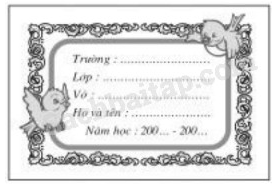 Trường : ........................
Lớp : .............................
Vở : ...............................
Họ và tên : ....................
Năm học : 200... - 200...